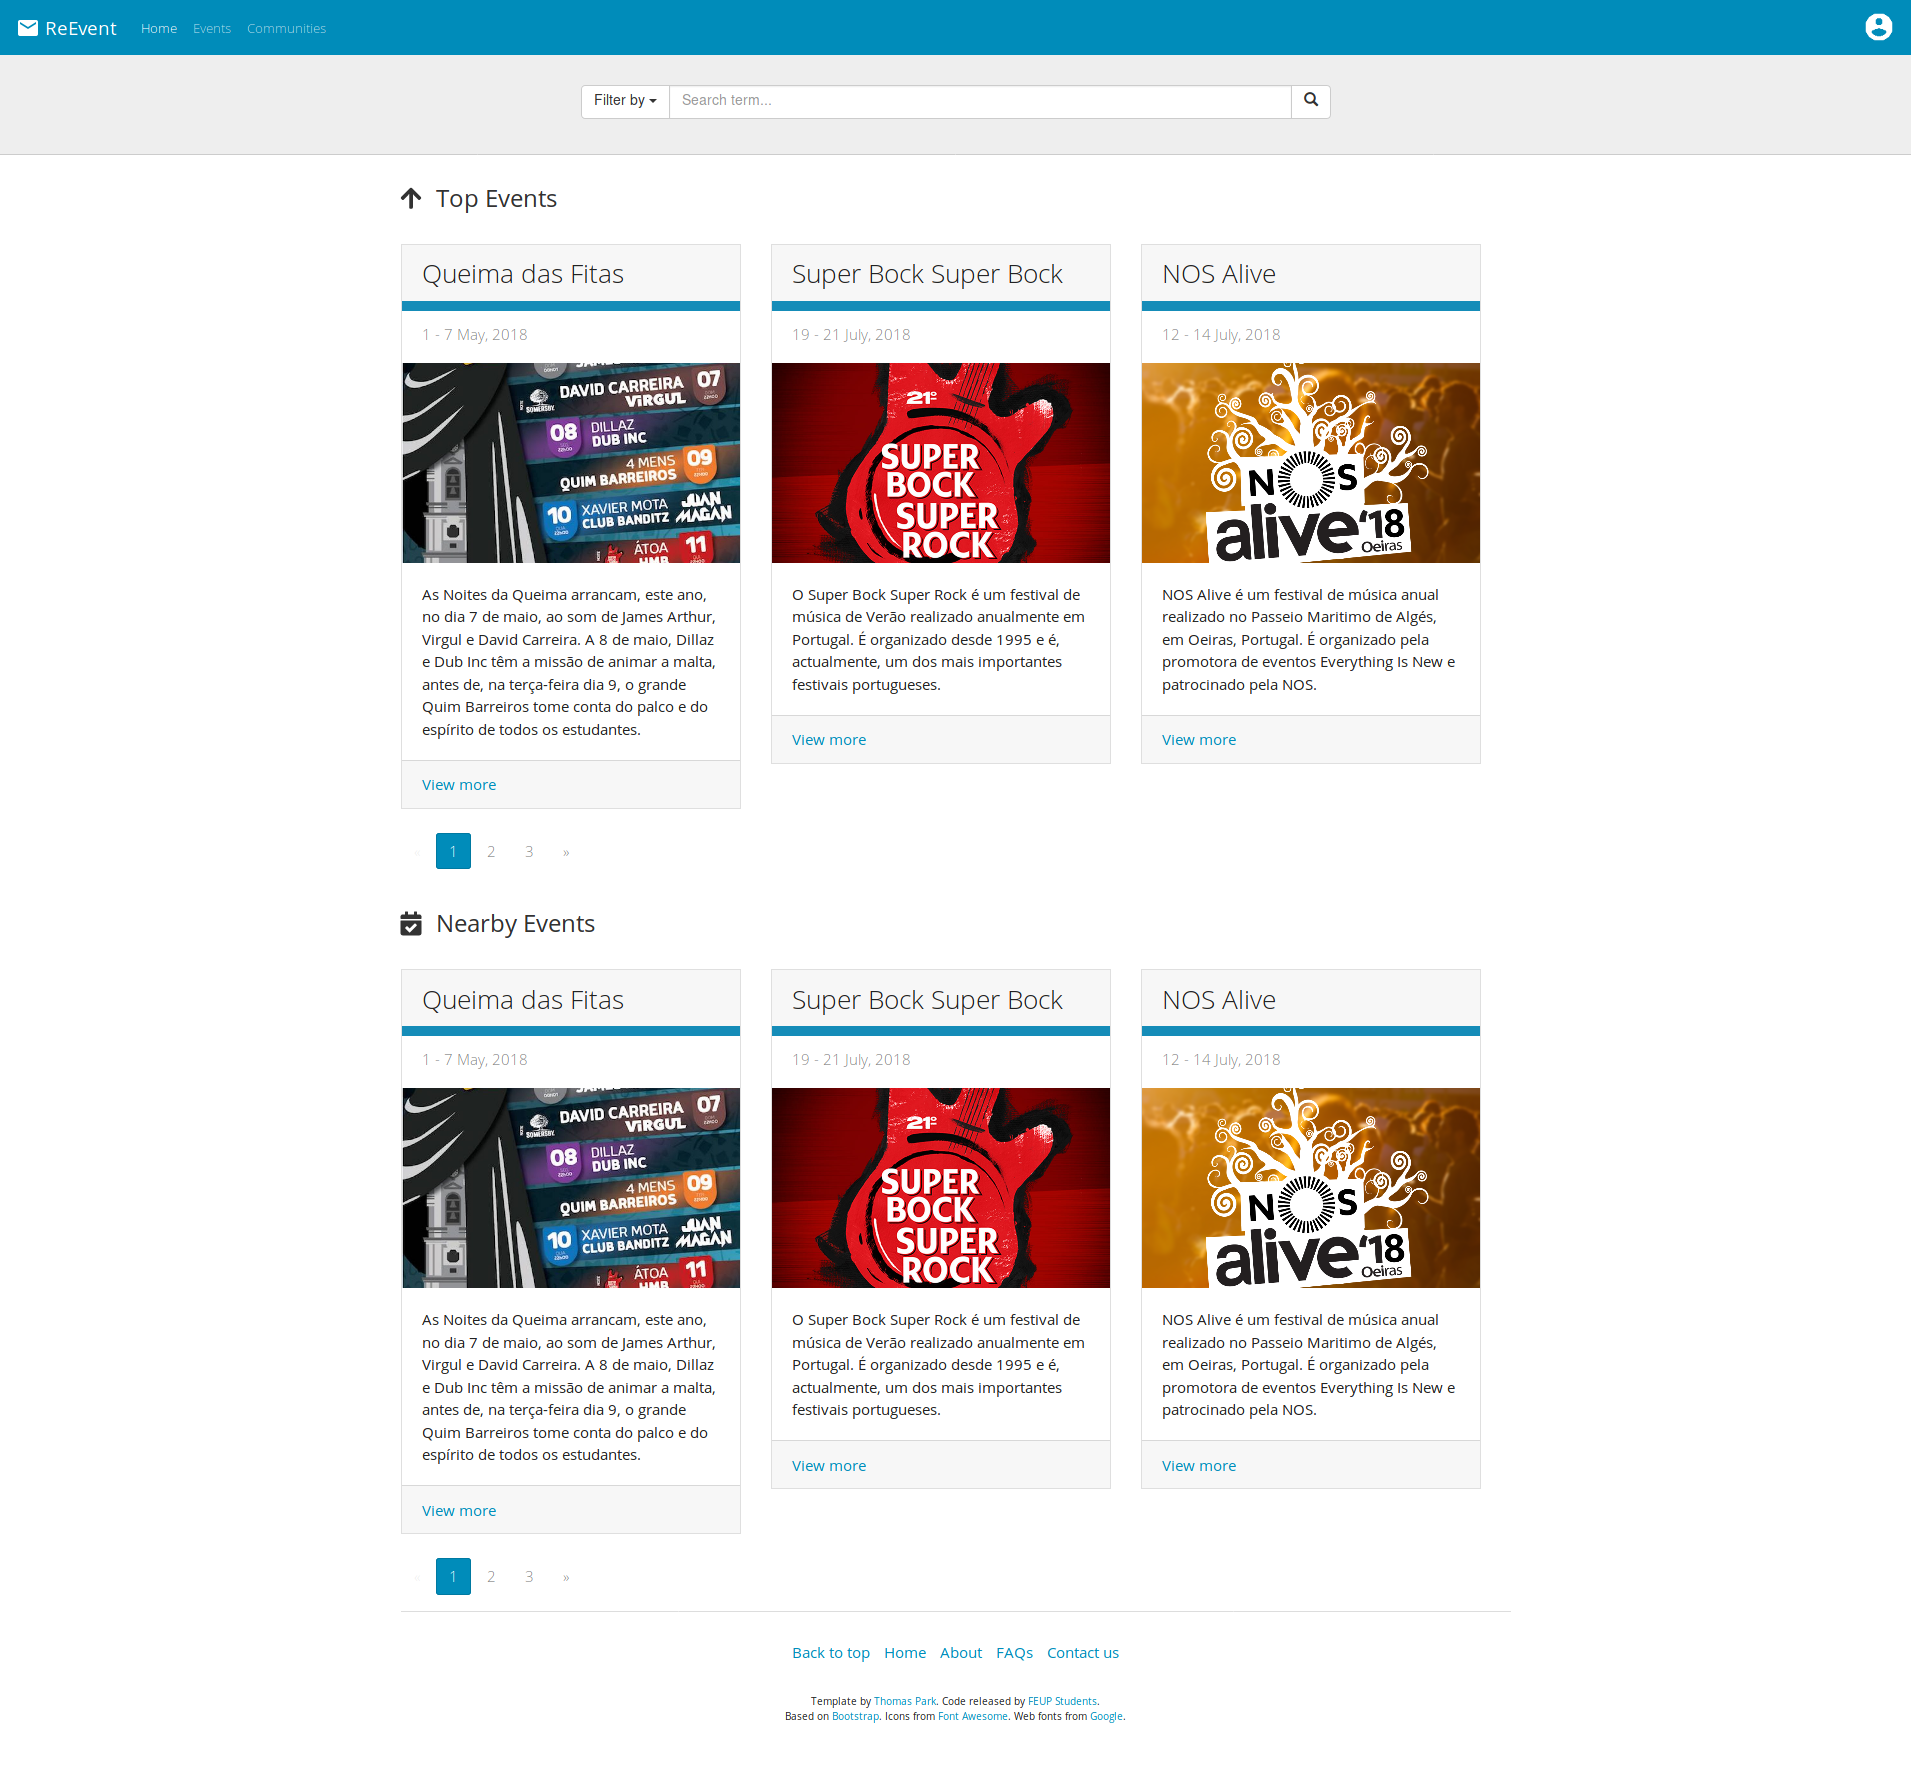 ReEvent Home Events Communities
Filter by Search term...
Top Events
Queima das Fitas
1 - 7 May, 2018
DAVID CARREIRA 07
VIRGUL
SOMERSBY
08 DILLAZ
DUB INC
4 MENS 09
QUIM BARREIROS
10 XAVIER MOTA JUAN
CLUB BANDITZ MAGAN
ÁTOA 11
HMB
As Noites da Queima arrancam, este ano,
no dia 7 de maio, ao som de James Arthur,
Virgul e David Carreira. A 8 de maio, Dillaz
e Dub Inc têm a missão de animar a malta,
antes de, na terça-feira dia 9, o grande
Quim Barreiros tome conta do palco e do
espírito de todos os estudantes.
View more
Super Bock Super Bock
19 - 21 July, 2018
21º
SUPER
BOCK
SUPER
ROCK
O Super Bock Super Rock é um festival de
música de Verão realizado anualmente em
Portugal. É organizado desde 1995 e é,
actualmente, um dos mais importantes
festivais portugueses.
View more
NOS Alive
12 - 14 July, 2018
NOS
alive'18
Oeiras
NOS Alive é um festival de música anual
realizado no Passeio Maritimo de Algés,
em Oeiras, Portugal. É organizado pela
promotora de eventos Everything Is New e
patrocinado pela NOS.
View more
« 1 2 3 »
Nearby Events
Queima das Fitas
1 - 7 May, 2018
DAVID CARREIRA 07
VIRGUL
SOMERSBY
08 DILLAZ
DUB INC
4 MENS 09
QUIM BARREIROS
10 XAVIER MOTA JUAN
CLUB BANDITZ MAGAN
ÁTOA 11
HMB
As Noites da Queima arrancam, este ano,
no dia 7 de maio, ao som de James Arthur,
Virgul e David Carreira. A 8 de maio, Dillaz
e Dub Inc têm a missão de animar a malta,
antes de, na terça-feira dia 9, o grande
Quim Barreiros tome conta do palco e do
espírito de todos os estudantes.
View more
Super Bock Super Bock
19 - 21 July, 2018
21º
SUPER
BOCK
SUPER
ROCK
O Super Bock Super Rock é um festival de
música de Verão realizado anualmente em
Portugal. É organizado desde 1995 e é,
actualmente, um dos mais importantes
festivais portugueses.
View more
NOS Alive
12 - 14 July, 2018
NOS
alive'18
Oeiras
NOS Alive é um festival de música anual
realizado no Passeio Maritimo de Algés,
em Oeiras, Portugal. É organizado pela
promotora de eventos Everything Is New e
patrocinado pela NOS.
View more
« 1 2 3 »
Back to top Home About FAQs Contact us
Template by Thomas Park. Code released by FEUP Students.
Based on Bootstrap. Icons from Font Awesome. Web fonts from Google.